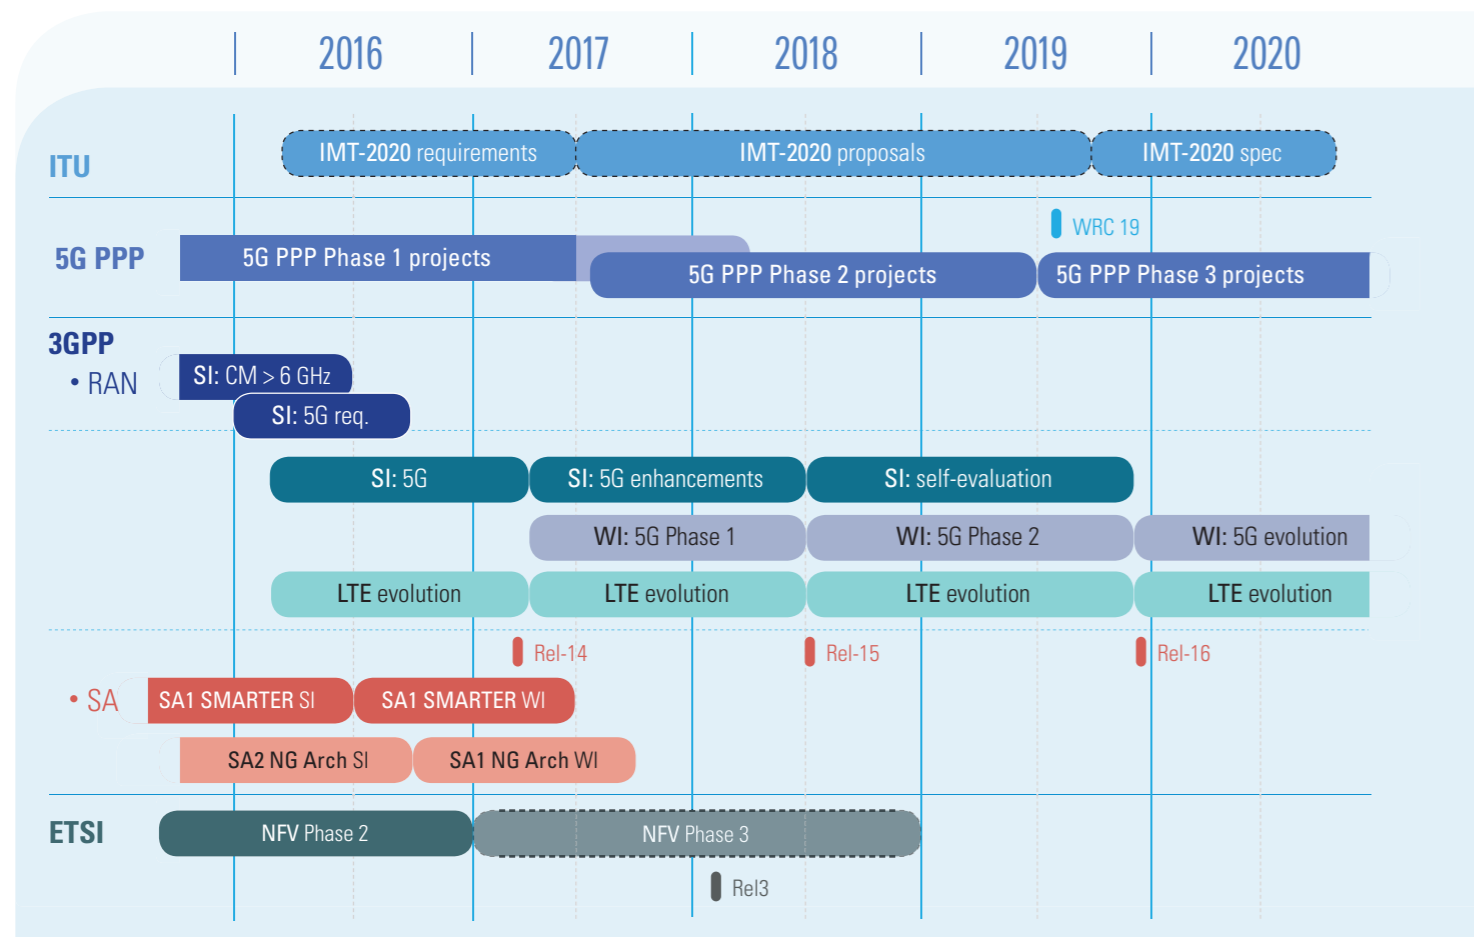 2016 2017 2018 2019 2020
ITU
IMT-2020 requirements
IMT-2020 proposals
IMT-2020 spec
WRC 19
5G PPP
5G PPP Phase 1 projects
5G PPP Phase 2 projects
5G PPP Phase 3 projects
3GPP
• RAN
SI: CM > 6 GHz
SI: 5G req.
SI: 5G
SI: 5G enhancements
SI: self-evaluation
WI: 5G Phase 1
WI: 5G Phase 2
WI: 5G evolution
LTE evolution
LTE evolution
LTE evolution
LTE evolution
Rel-14
Rel-15
Rel-16
• SA
SA1 SMARTER SI
SA1 SMARTER WI
SA2 NG Arch SI
SA1 NG Arch WI
ETSI
NFV Phase 2
NFV Phase 3
Rel3